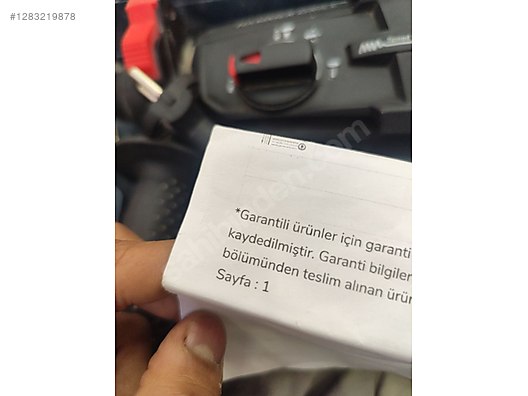 #1283219878
*Garantili ürünler için garanti
kaydedilmiştir. Garanti bilgiler
bölümünden teslim alınan ürün
Sayfa : 1